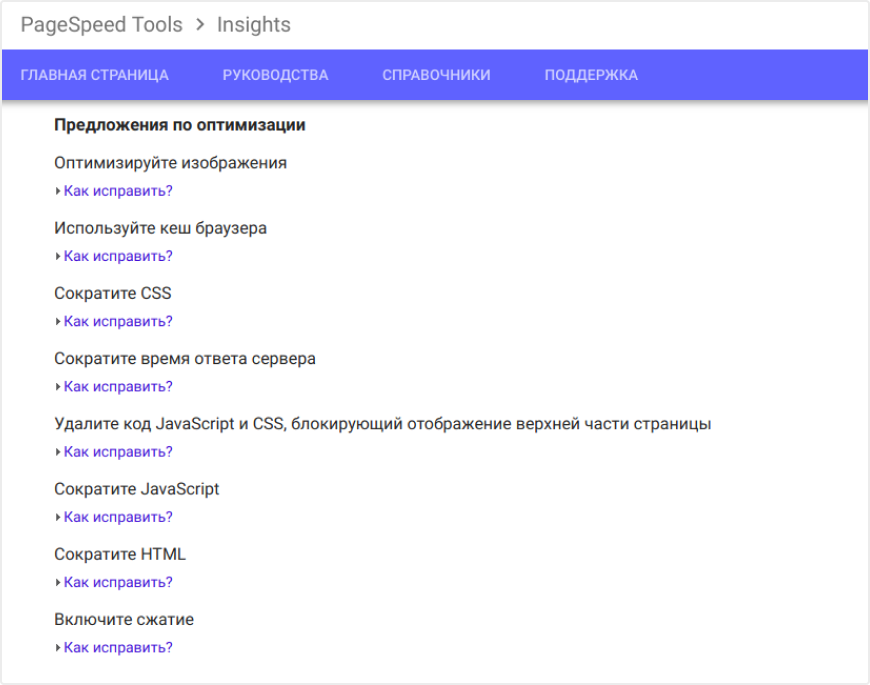 PageSpeed Tools > Insights
ГЛАВНАЯ СТРАНИЦА РУКОВОДСТВА СПРАВОЧНИКИ ПОДДЕРЖКА
Предложения по оптимизации
Оптимизируйте изображения
Как исправить?
Используйте кеш браузера
Как исправить?
Сократите CSS
Как исправить?
Сократите время ответа сервера
Как исправить?
Удалите код JavaScript и CSS, блокирующий отображение верхней части страницы
Как исправить?
Сократите JavaScript
Как исправить?
Сократите HTML
Как исправить?
Включите сжатие
Как исправить?